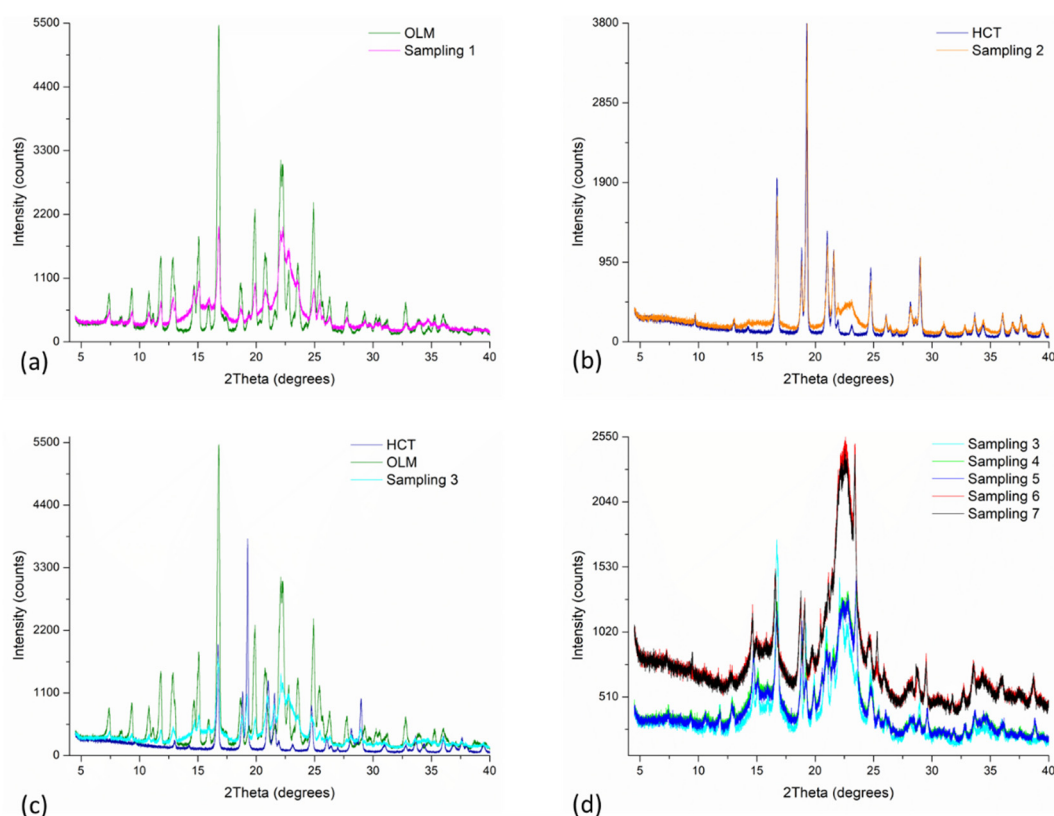 5500
4400
3300
2200
1100
0
Intensity (counts)
OLM
Sampling 1
5 10 15 20 25 30 35 40
2Theta (degrees)
(a)
3800
2850
1900
950
0
Intensity (counts)
HCT
Sampling 2
5 10 15 20 25 30 35 40
2Theta (degrees)
(b)
5500
4400
3300
2200
1100
0
Intensity (counts)
HCT
OLM
Sampling 3
5 10 15 20 25 30 35 40
2Theta (degrees)
(c)
2550
2040
1530
1020
510
Intensity (counts)
Sampling 3
Sampling 4
Sampling 5
Sampling 6
Sampling 7
5 10 15 20 25 30 35 40
2Theta (degrees)
(d)